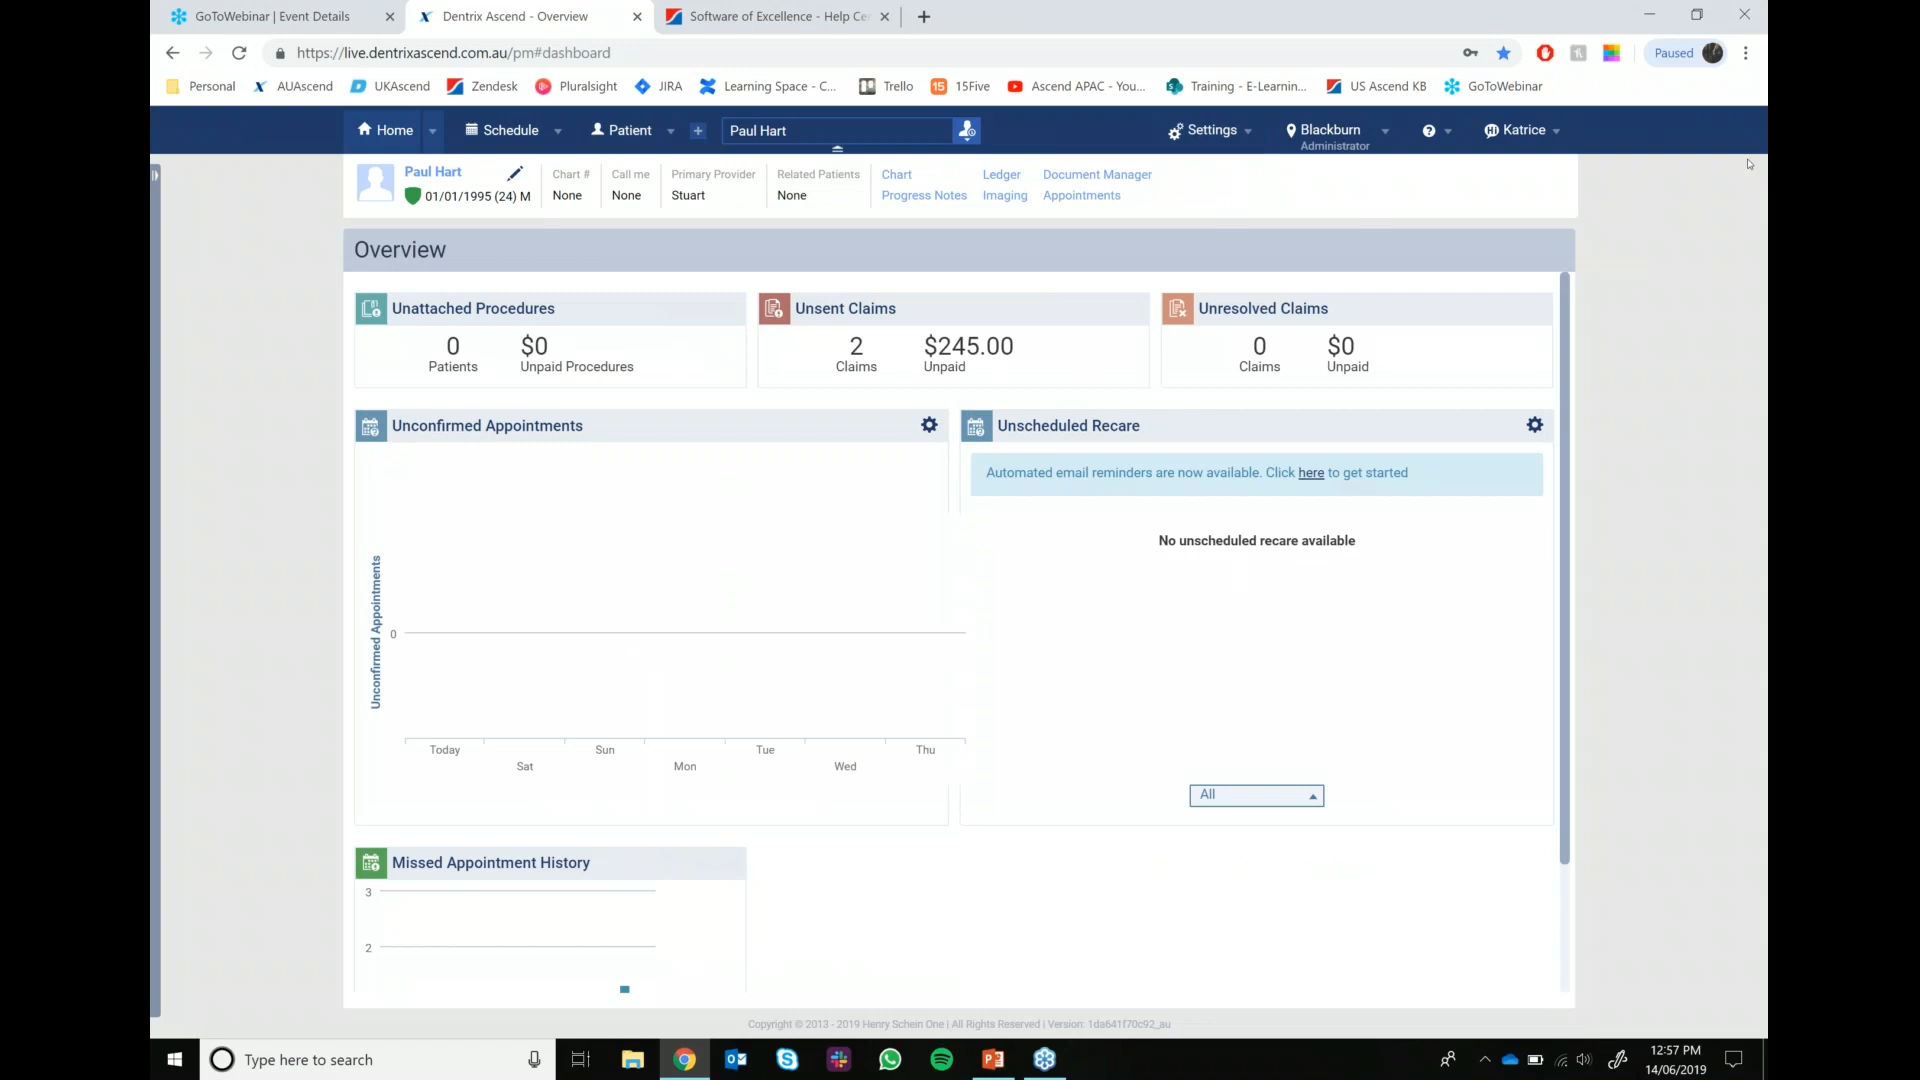 GoToWebinar | Event Details
Dentrix Ascend - Overview
Software of Excellence - Help Ce
https://live.dentrixascend.com.au/pm#dashboard
Paused
Personal
AUAscend
UKAscend
Zendesk
Pluralsight
JIRA
Learning Space - C...
Trello
15
15Five
Ascend APAC - You...
Training - E-Learnin...
US Ascend KB
GoToWebinar
Home
Schedule
Patient
Paul Hart
Settings
Blackburn
Administrator
Katrice
Paul Hart
01/01/1995 (24) M
Chart #
None
Call me
None
Primary Provider
Stuart
Related Patients
None
Chart
Ledger
Document Manager
Progress Notes
Imaging
Appointments
Overview
Unattached Procedures
0
$0
Patients
Unpaid Procedures
Unsent Claims
2
$245.00
Claims
Unpaid
Unresolved Claims
0
$0
Claims
Unpaid
Unconfirmed Appointments
Unconfirmed Appointments
0
Today
Sat
Sun
Mon
Tue
Wed
Thu
Unscheduled Recare
Automated email reminders are now available. Click here to get started
No unscheduled recare available
All
Missed Appointment History
3
2
Copyright © 2013 - 2019 Henry Schein One | All Rights Reserved | Version: 1da641f70c92_au
Type here to search
12:57 PM
14/06/2019